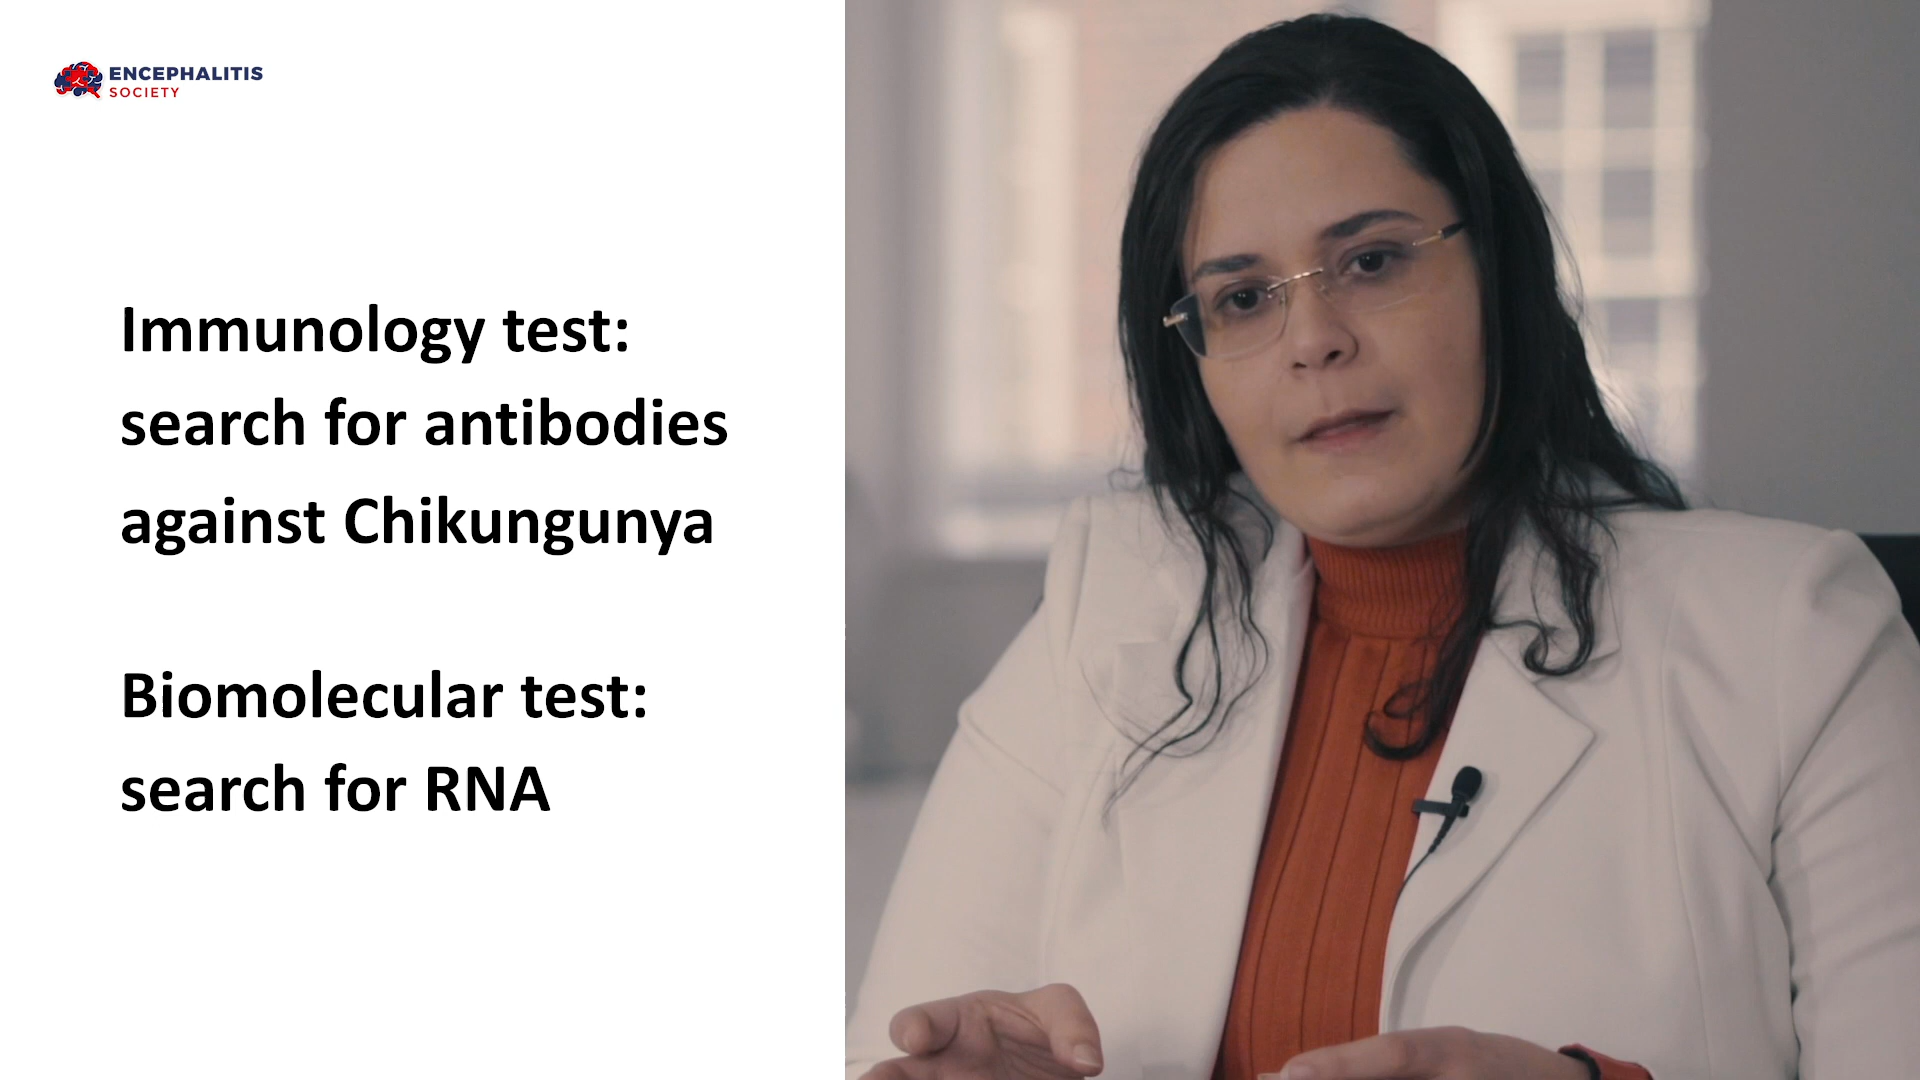 ENCEPHALITIS
SOCIETY
Immunology test:
search for antibodies
against Chikungunya
Biomolecular test:
search for RNA